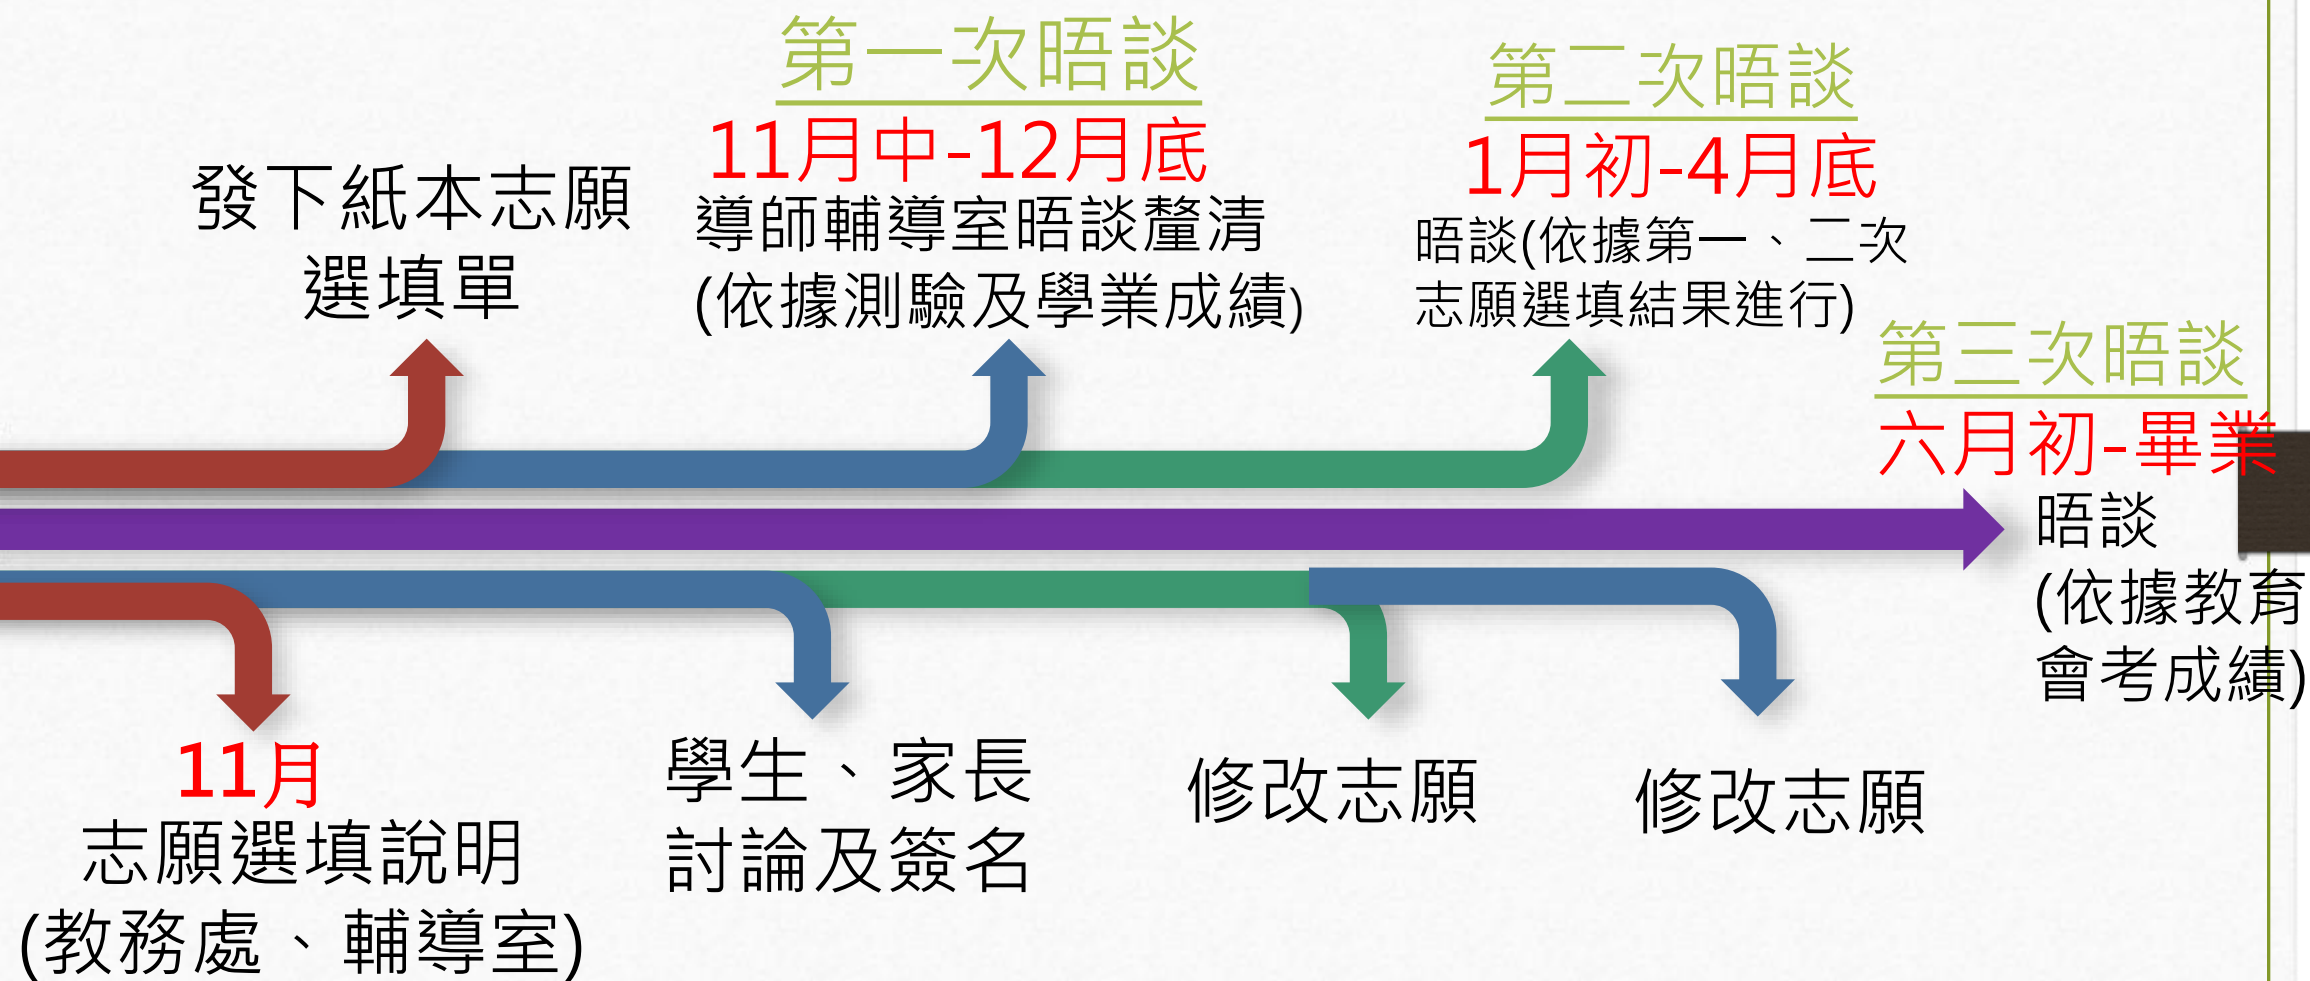 發下紙本志願
選填單
第一次晤談
11月中-12月底
導師輔導室晤談釐清
(依據測驗及學業成績)
第二次晤談
1月初-4月底
晤談(依據第一、二次
志願選填結果進行)
第三次晤談
六月初-畢業
晤談
(依據教育
會考成績)
11月
志願選填說明
(教務處、輔導室)
學生、家長
討論及簽名
修改志願
修改志願